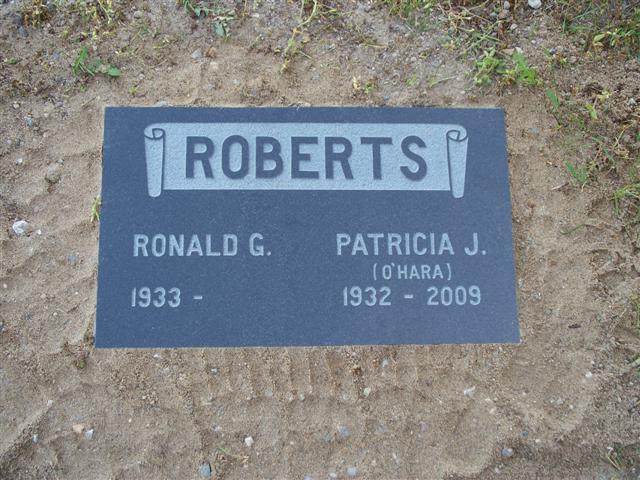 ROBERTS
RONALD G. PATRICIA J.
(O'HARA)
1933 - 1932 - 2009